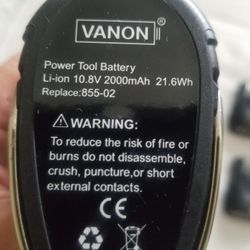 VANON
Power Tool Battery
Li-ion 10.8V 2000mAh 21.6Wh
Replace:855-02
WARNING:
To reduce the risk of fire or
burns do not disassemble,
crush, puncture,or short
external contacts.
CE